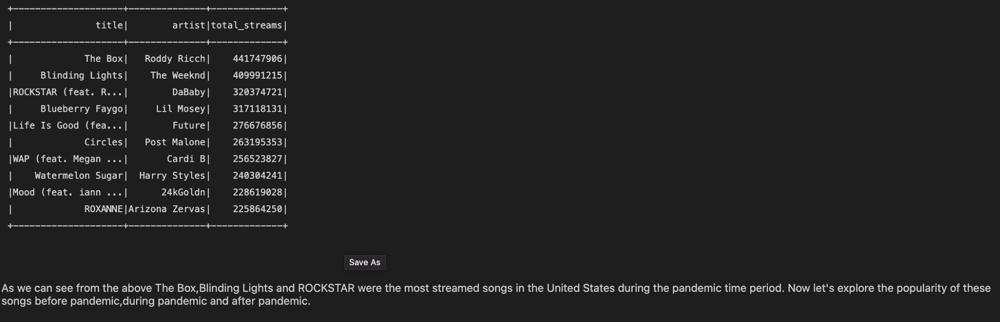 +--------------------+--------------+-------------+
|               title|        artist|total_streams|
+--------------------+--------------+-------------+
|             The Box|   Roddy Ricch|    441747906|
|     Blinding Lights|    The Weeknd|    409991215|
|ROCKSTAR (feat. R...|        DaBaby|    320374721|
|      Blueberry Faygo|     Lil Mosey|    317118131|
|Life Is Good (fea...|        Future|    276676856|
|             Circles|   Post Malone|    263195353|
|WAP (feat. Megan ...|       Cardi B|    256523827|
|    Watermelon Sugar|  Harry Styles|    240304241|
|Mood (feat. iann ...|      24kGoldn|    228619028|
|             ROXANNE|Arizona Zervas|    225864250|
+--------------------+--------------+-------------+
Save As
As we can see from the above The Box,Blinding Lights and ROCKSTAR were the most streamed songs in the United States during the pandemic time period. Now let's explore the popularity of these
songs before pandemic,during pandemic and after pandemic.